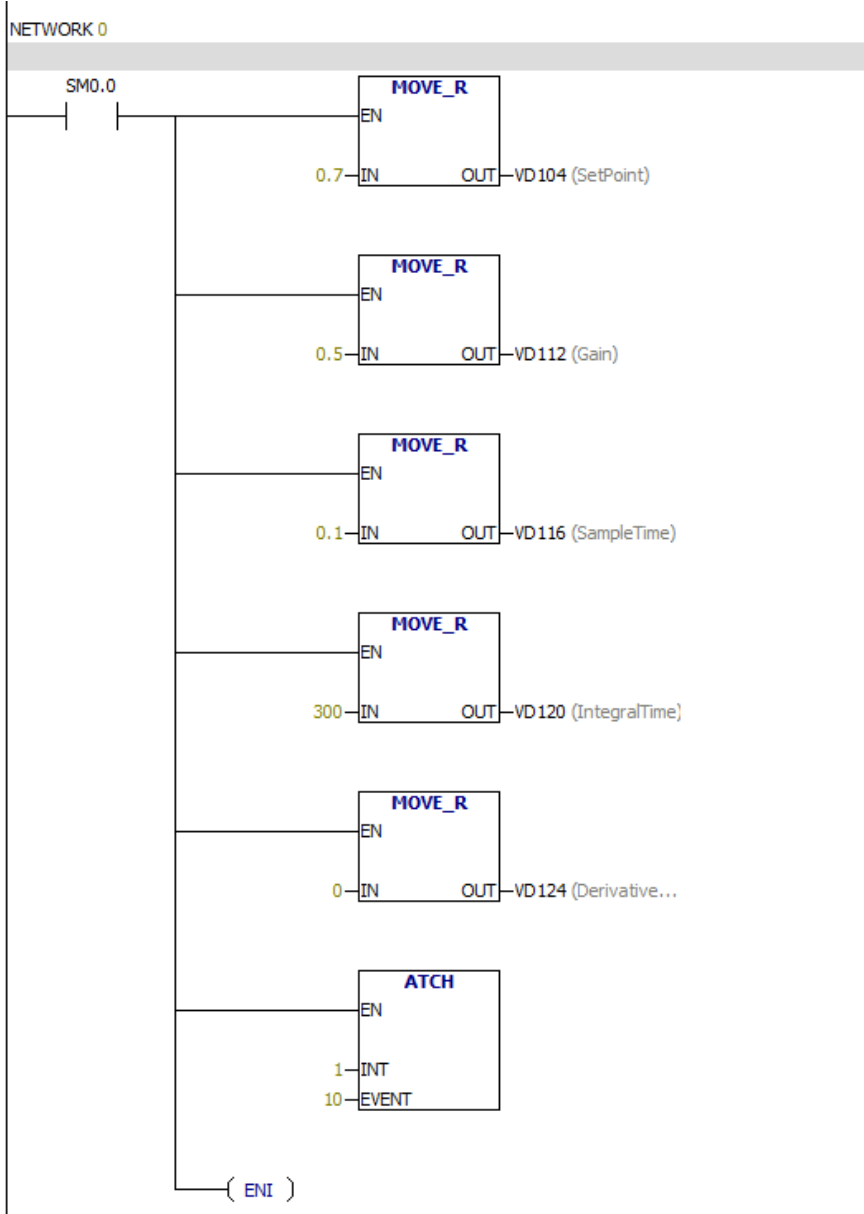 NETWORK 0
SM0.0
MOVE_R
EN
0.7 IN OUT VD104 (SetPoint)
MOVE_R
EN
0.5 IN OUT VD112 (Gain)
MOVE_R
EN
0.1 IN OUT VD116 (SampleTime)
MOVE_R
EN
300 IN OUT VD120 (IntegralTime)
MOVE_R
EN
0 IN OUT VD124 (Derivative...
ATCH
EN
1 INT
10 EVENT
( ENI )